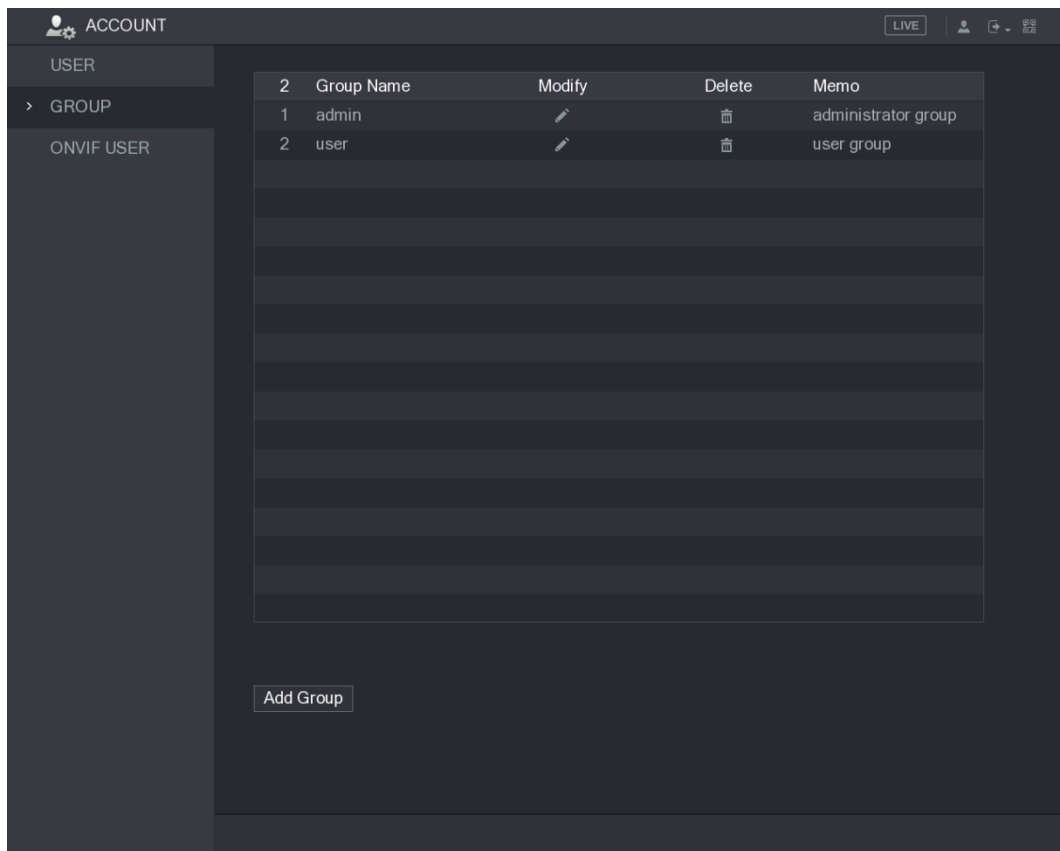 ACCOUNT LIVE
USER
2 Group Name Modify Delete Memo
GROUP
1 admin administrator group
ONVIF USER
2 user user group
Add Group